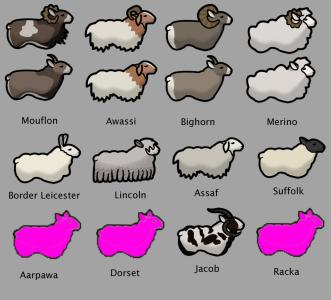 Mouflon Awassi Bighorn Merino
Border Leicester Lincoln Assaf Suffolk
Aarpawa Dorset Jacob Racka